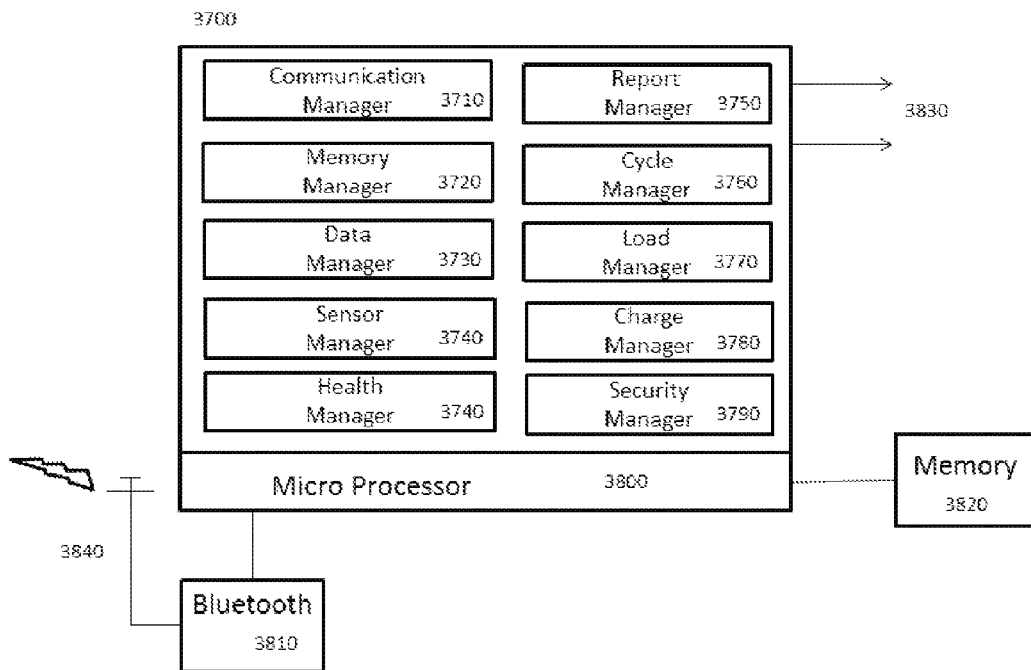 3700
Communication
Manager 3710
Report
Manager 3750
3830
Memory
Manager 3720
Cycle
Manager 3760
Data
Manager 3730
Load
Manager 3770
Sensor
Manager 3740
Charge
Manager 3780
Health
Manager 3740
Security
Manager 3790
Micro Processor 3800
Memory
3820
3840
Bluetooth
3810